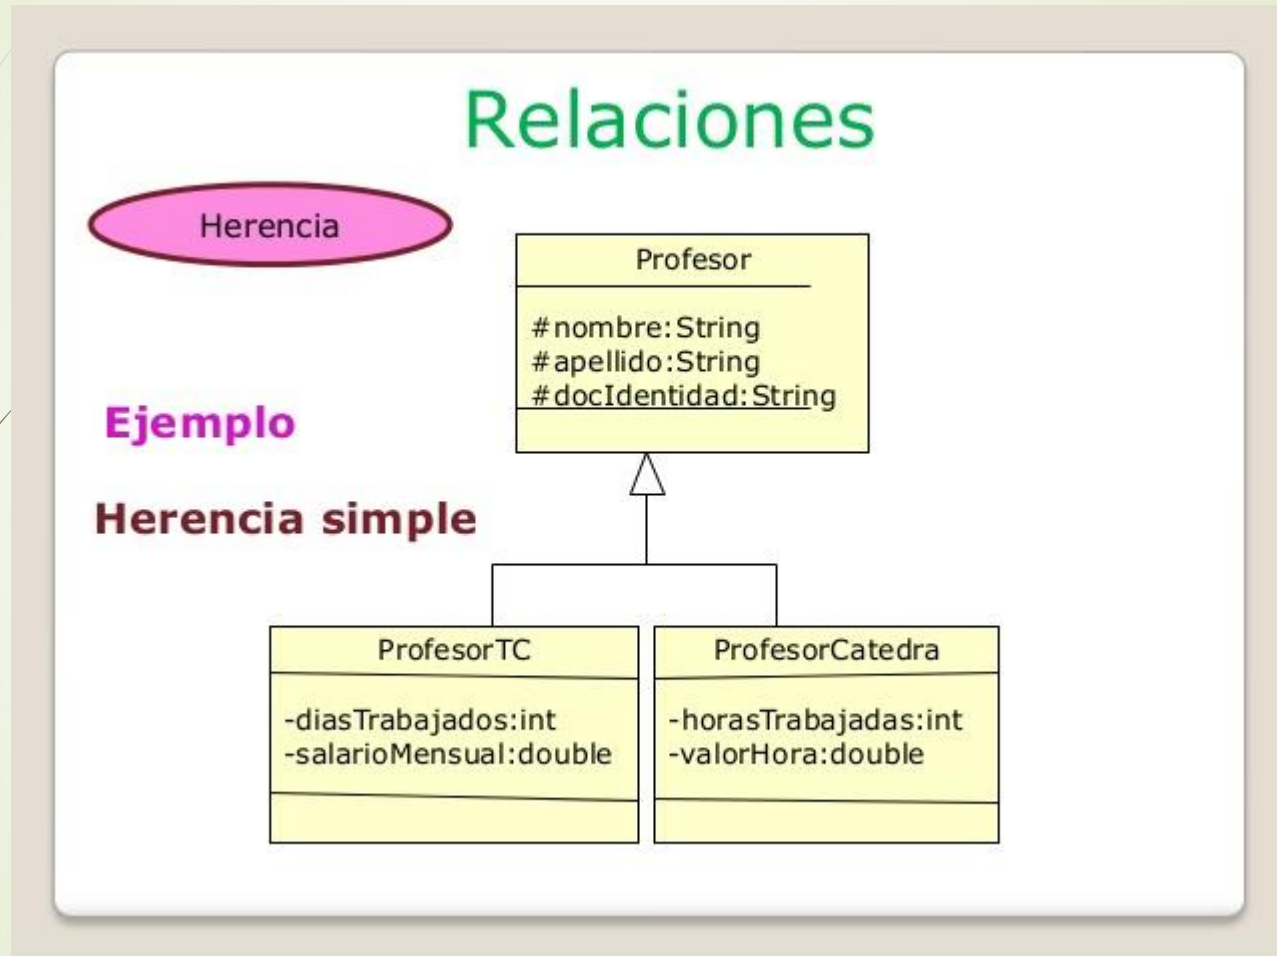 Relaciones
Herencia
Profesor
#nombre:String
#apellido:String
#docIdentidad:String
Ejemplo
Herencia simple
ProfesorTC
-diasTrabajados:int
-salarioMensual:double
ProfesorCatedra
-horasTrabajadas:int
-valorHora:double